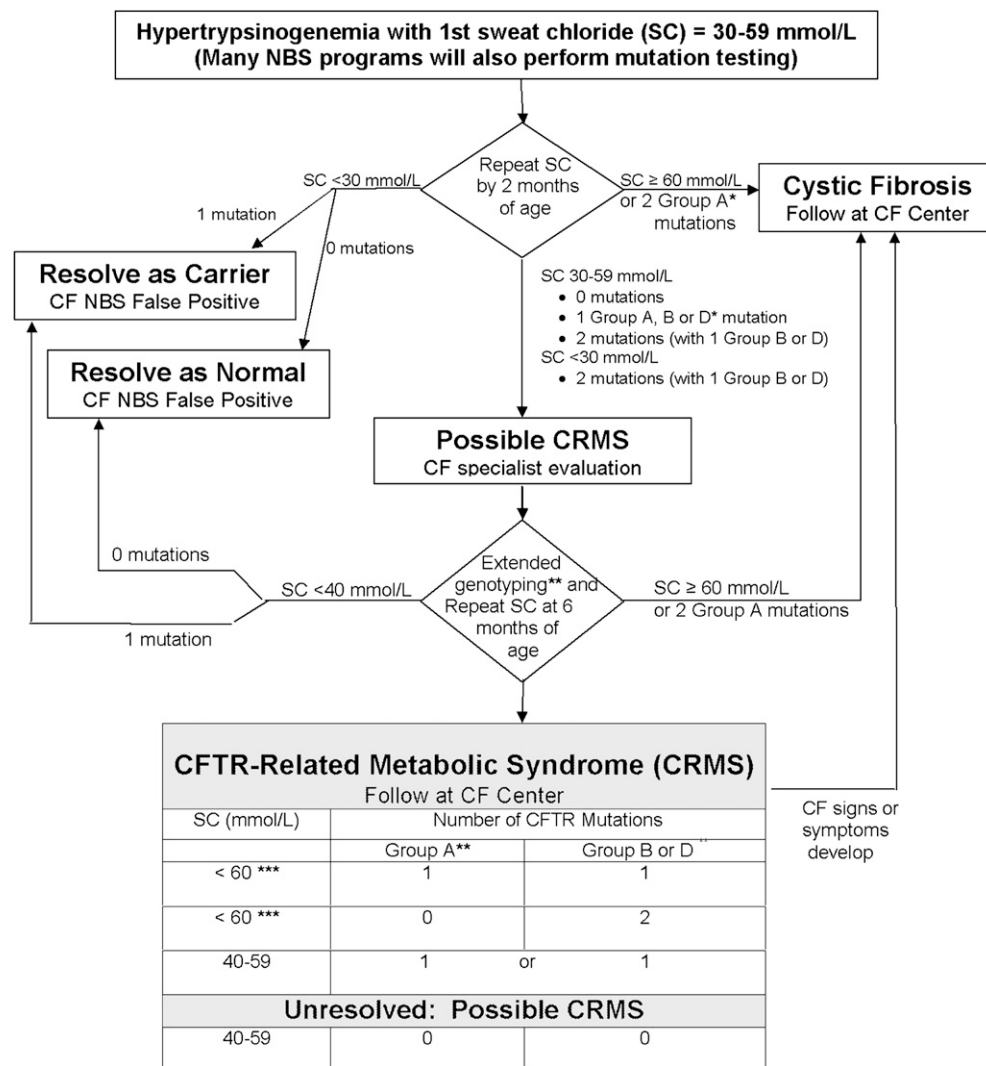 Hypertrypsinogenemia with 1st sweat chloride (SC) = 30-59 mmol/L
(Many NBS programs will also perform mutation testing)
Repeat SC
by 2 months
of age
SC <30 mmol/L
SC ≥ 60 mmol/L
or 2 Group A*
mutations
Cystic Fibrosis
Follow at CF Center
1 mutation
0 mutations
Resolve as Carrier
CF NBS False Positive
SC 30-59 mmol/L
• 0 mutations
• 1 Group A, B or D* mutation
• 2 mutations (with 1 Group B or D)
SC <30 mmol/L
• 2 mutations (with 1 Group B or D)
Resolve as Normal
CF NBS False Positive
Possible CRMS
CF specialist evaluation
Extended
genotyping** and
Repeat SC at 6
months of
age
0 mutations
SC <40 mmol/L
1 mutation
SC ≥ 60 mmol/L
or 2 Group A mutations
CFTR-Related Metabolic Syndrome (CRMS)
Follow at CF Center
SC (mmol/L) Number of CFTR Mutations
Group A** Group B or D**
< 60 *** 1 1
< 60 *** 0 2
40-59 1 or 1
Unresolved: Possible CRMS
40-59 0 0
CF signs or
symptoms
develop